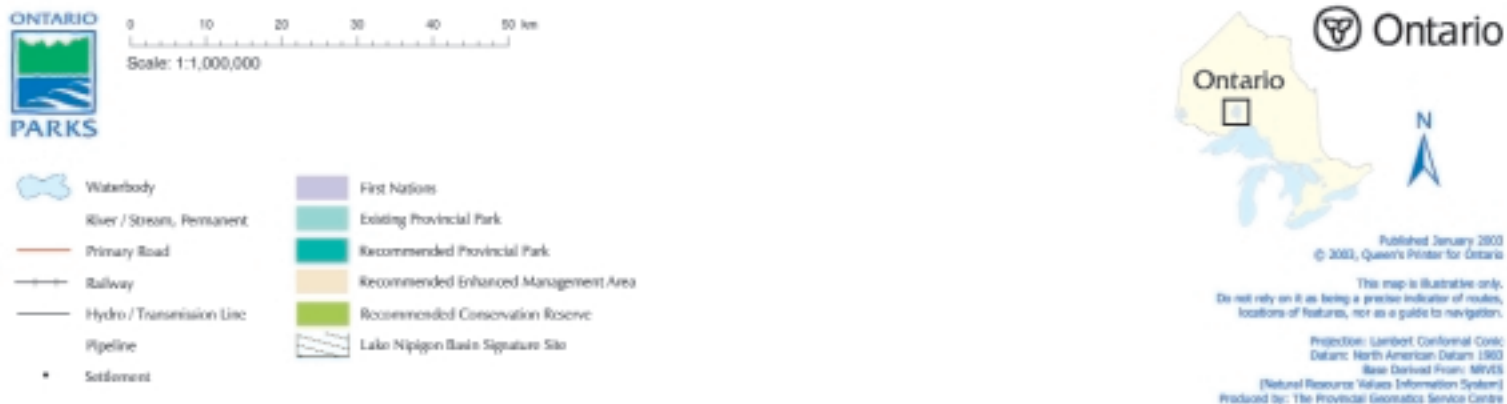 ONTARIO
PARKS
0 10 20 30 40 50 km
Scale: 1:1,000,000
Waterbody
River / Stream, Permanent
Primary Road
Railway
Hydro / Transmission Line
Pipeline
Settlement
First Nations
Existing Provincial Park
Recommended Provincial Park
Recommended Enhanced Management Area
Recommended Conservation Reserve
Lake Nipigon Basin Signature Site
Ontario
Ontario
N
Published January 2003
© 2003, Queen's Printer for Ontario
This map is illustrative only.
Do not rely on it as being a precise indicator of routes,
locations of features, nor as a guide to navigation.
Projection: Lambert Conformal Conic
Datum: North American Datum 1983
Base Derived From: NRVIS
(Natural Resource Values Information System)
Produced by: The Provincial Geomatics Service Centre